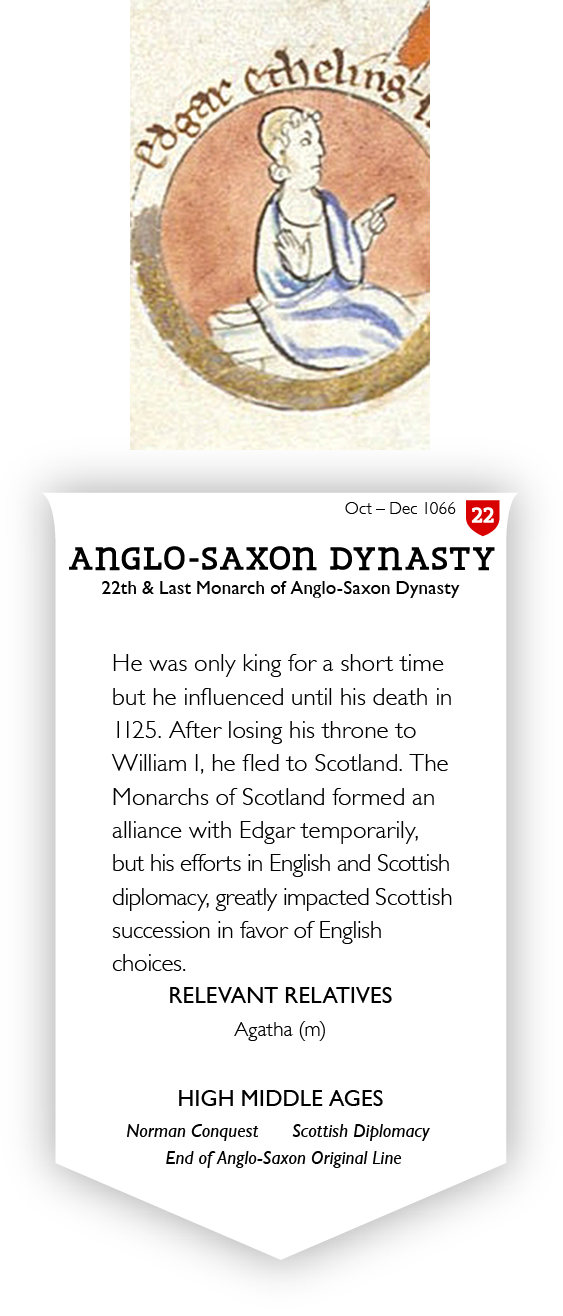 edgar etheling
Oct – Dec 1066 22
ANGLO-SAXON DYNASTY
22th & Last Monarch of Anglo-Saxon Dynasty
He was only king for a short time
but he influenced until his death in
1125. After losing his throne to
William I, he fled to Scotland. The
Monarchs of Scotland formed an
alliance with Edgar temporarily,
but his efforts in English and Scottish
diplomacy, greatly impacted Scottish
succession in favor of English
choices.
RELEVANT RELATIVES
Agatha (m)
HIGH MIDDLE AGES
Norman Conquest Scottish Diplomacy
End of Anglo-Saxon Original Line